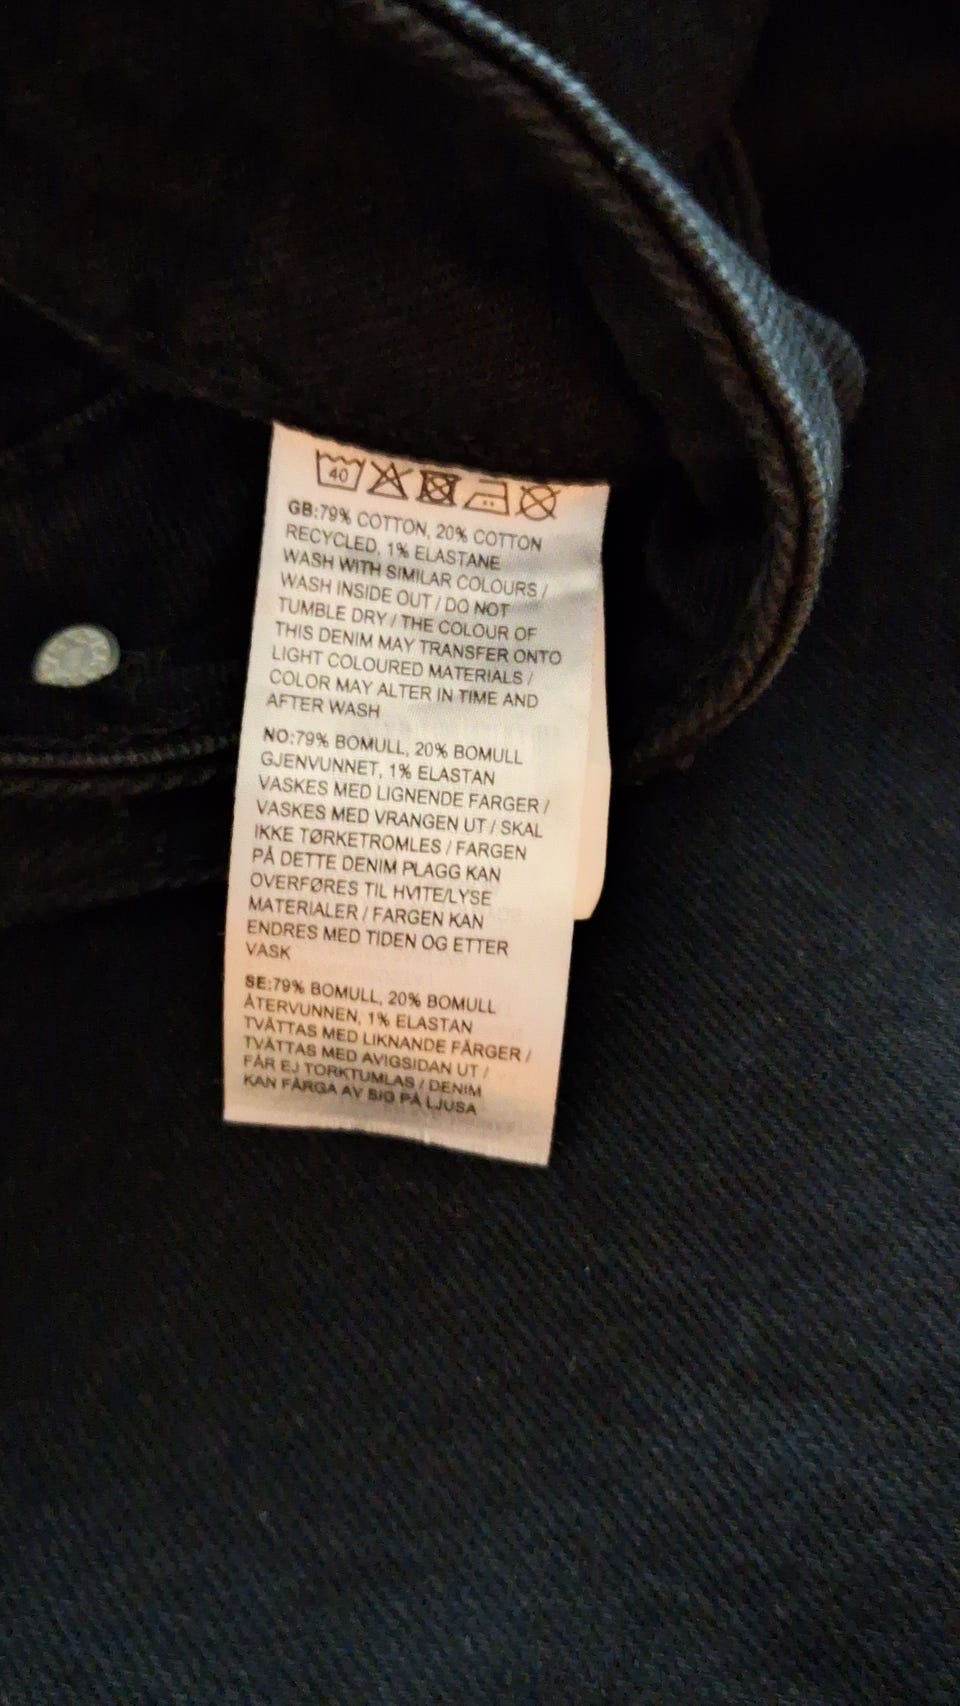 40
GB:79% COTTON, 20% COTTON
RECYCLED, 1% ELASTANE
WASH WITH SIMILAR COLOURS /
WASH INSIDE OUT / DO NOT
TUMBLE DRY / THE COLOUR OF
THIS DENIM MAY TRANSFER ONTO
LIGHT COLOURED MATERIALS /
COLOR MAY ALTER IN TIME AND
AFTER WASH
NO:79% BOMULL, 20% BOMULL
GJENVUNNET, 1% ELASTAN
VASKES MED LIGNENDE FARGER /
VASKES MED VRANGEN UT / SKAL
IKKE TØRKETROMLES / FARGEN
PÅ DETTE DENIM PLAGG KAN
OVERFØRES TIL HVITE/LYSE
MATERIALER / FARGEN KAN
ENDRES MED TIDEN OG ETTER
VASK
SE:79% BOMULL, 20% BOMULL
ÅTERVUNNEN, 1% ELASTAN
TVÄTTAS MED LIKNANDE FÄRGER /
TVÄTTAS MED AVIGSIDAN UT /
FÅR EJ TORKTUMLAS / DENIM
KAN FÄRGA AV SIG PÅ LJUSA